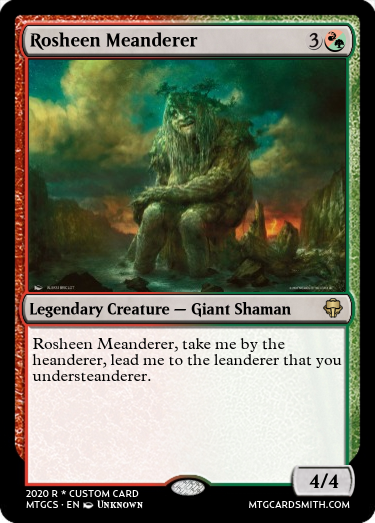 Rosheen Meanderer 3
Legendary Creature — Giant Shaman
Rosheen Meanderer, take me by the
heanderer, lead me to the leanderer that you
understeanderer.
4/4
2020 R * CUSTOM CARD
MTGCS · EN UNKNOWN
MTGCARDSMITH.COM